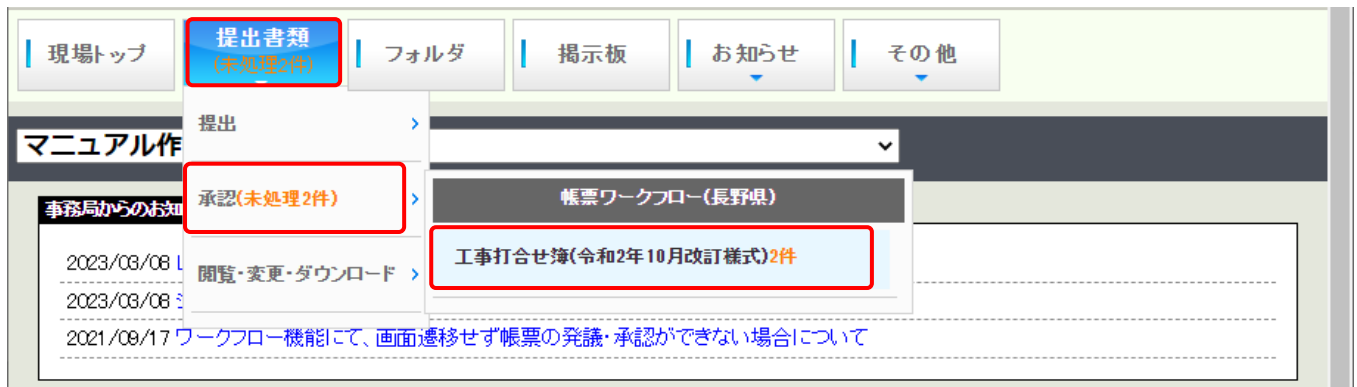 現場トップ
提出書類
(未処理2件)
フォルダ
掲示板
お知らせ
その他
提出
マニュアル作
承認(未処理2件)
帳票ワークフロー(長野県)
事務局からのお知
工事打合せ簿(令和2年10月改訂様式)2件
2023/03/08
閲覧・変更・ダウンロード
2023/03/08
2021/09/17 ワークフロー機能にて、画面遷移せず帳票の発議・承認ができない場合について